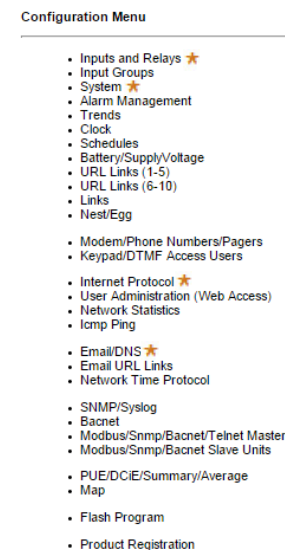 Configuration Menu
Inputs and Relays
Input Groups
System
Alarm Management
Trends
Clock
Schedules
Battery/SupplyVoltage
URL Links (1-5)
URL Links (6-10)
Links
Nest/Egg
Modem/Phone Numbers/Pagers
Keypad/DTMF Access Users
Internet Protocol
User Administration (Web Access)
Network Statistics
Icmp Ping
Email/DNS
Email URL Links
Network Time Protocol
SNMP/Syslog
Bacnet
Modbus/Snmp/Bacnet/Telnet Master
Modbus/Snmp/Bacnet Slave Units
PUE/DCiE/Summary/Average
Map
Flash Program
Product Registration